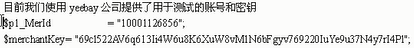 目前我们使用 yeebay 公司提供了用于测试的账号和密钥
$p1_MerId = "10001126856";
$merchantKey= "69cl522AV6q613Ii4W6u8K6XuW8vM1N6bFgyv769220IuYe9u37N4y7rI4Pl";